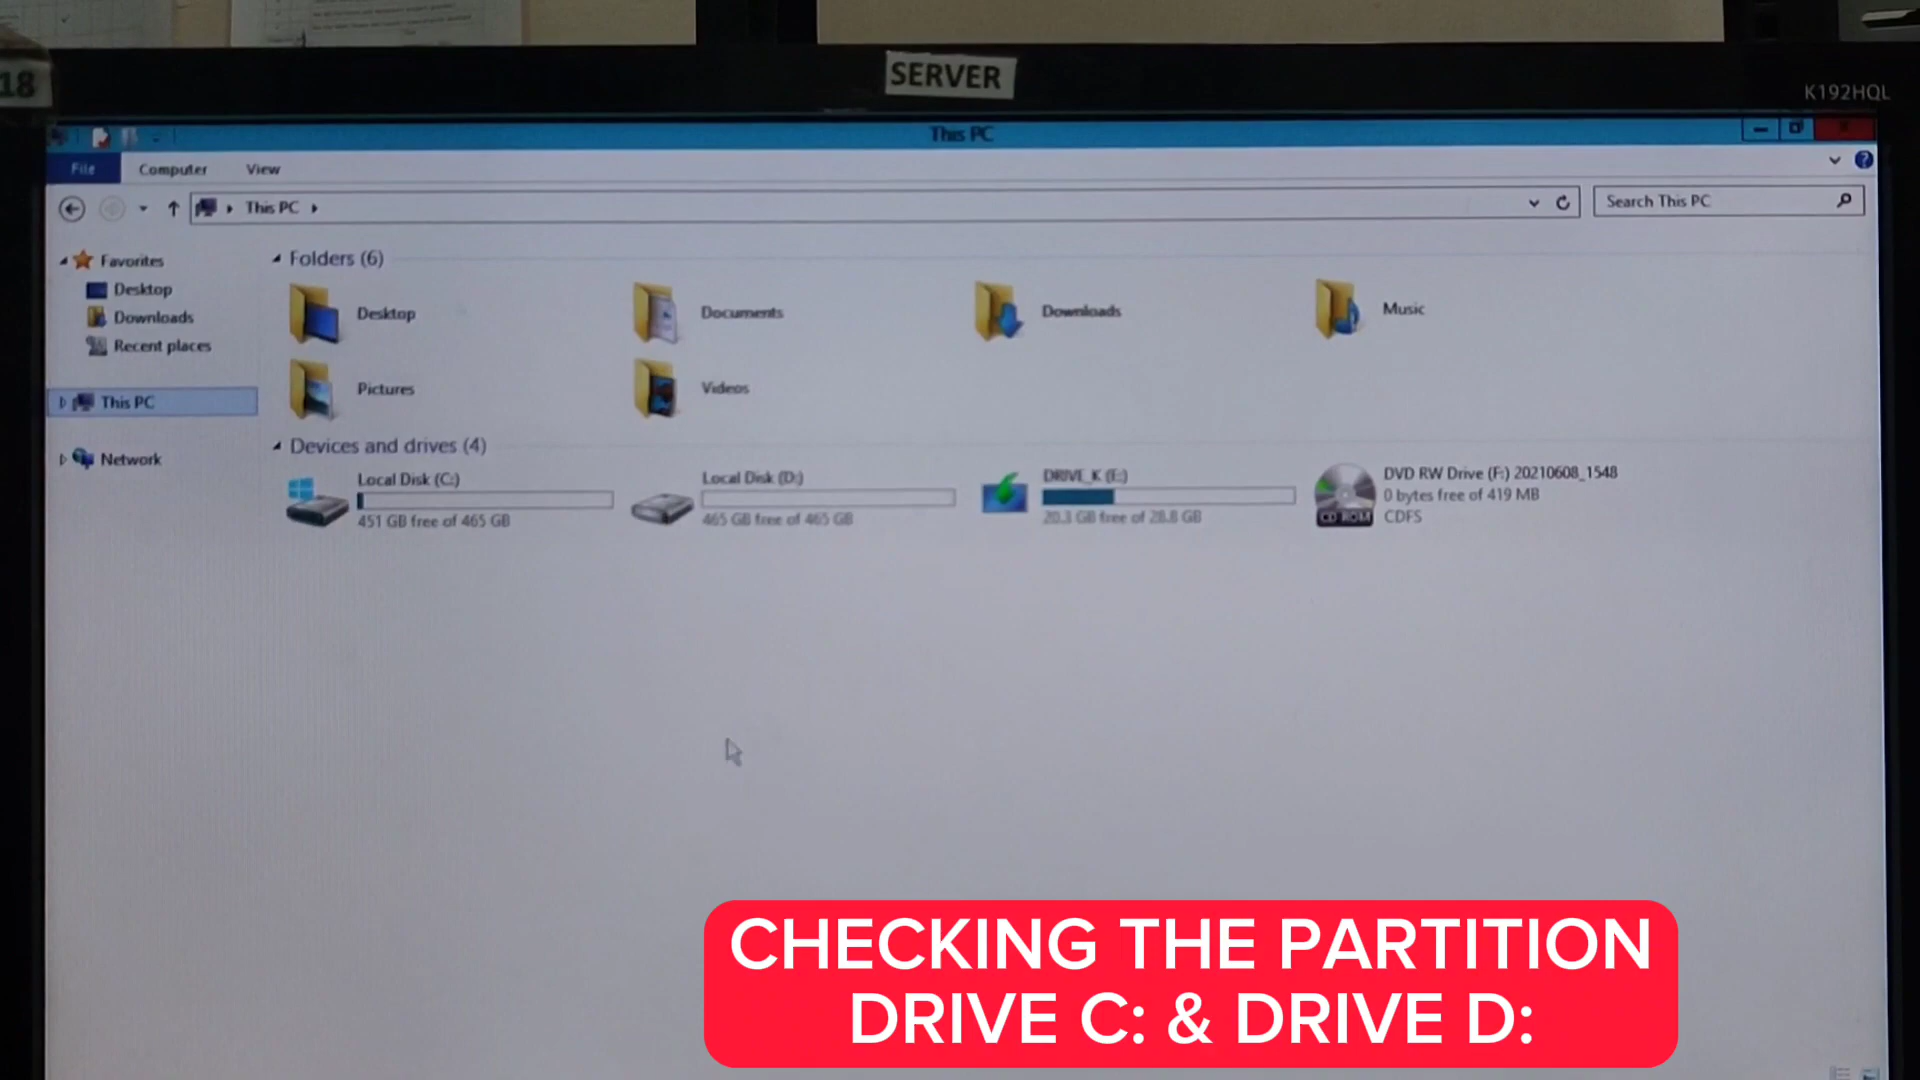 18
SERVER
K192HQL
This PC
File Computer View
This PC
Search This PC
Favorites
Desktop
Downloads
Recent places
This PC
Network
Folders (6)
Desktop
Documents
Downloads
Music
Pictures
Videos
Devices and drives (4)
Local Disk (C:)
451 GB free of 465 GB
Local Disk (D:)
465 GB free of 465 GB
DRIVE_K (E:)
20.3 GB free of 28.8 GB
DVD RW Drive (F:) 20210608_1548
0 bytes free of 419 MB
CDFS
CD ROM
CHECKING THE PARTITION
DRIVE C: & DRIVE D: